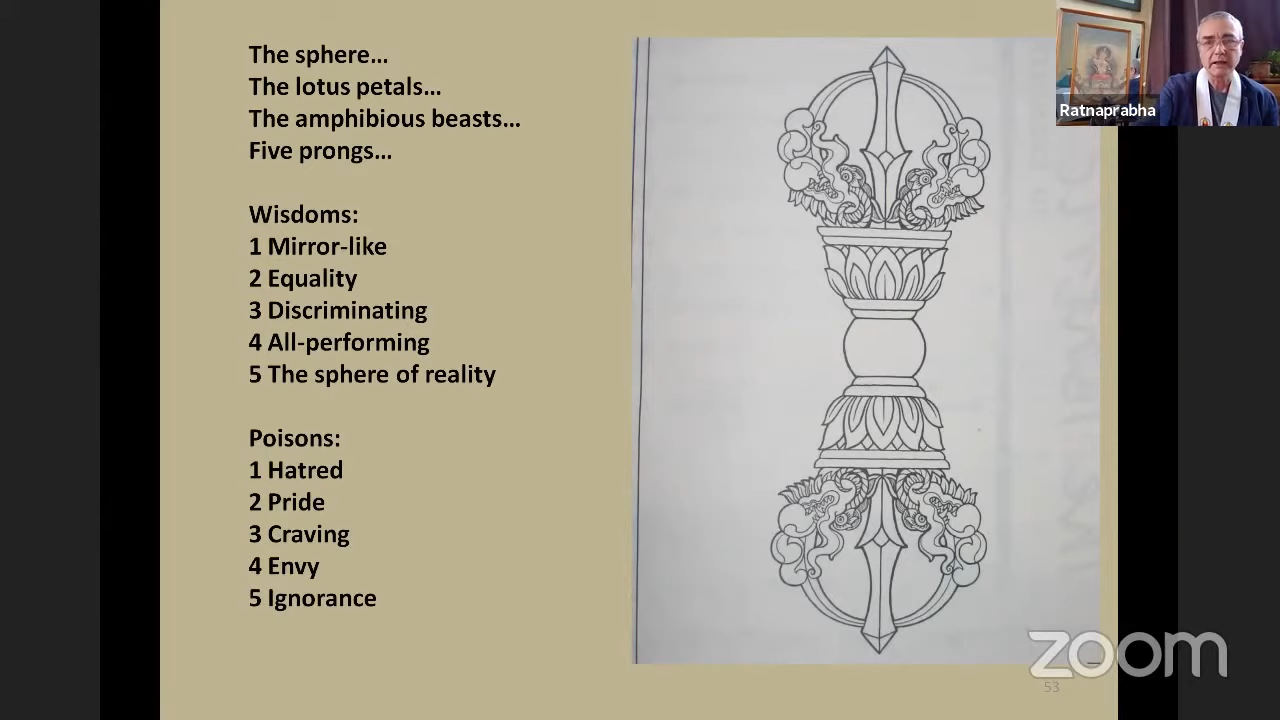 The sphere...
The lotus petals...
The amphibious beasts...
Five prongs...
Wisdoms:
1 Mirror-like
2 Equality
3 Discriminating
4 All-performing
5 The sphere of reality
Poisons:
1 Hatred
2 Pride
3 Craving
4 Envy
5 Ignorance
Ratnaprabha
zoom
53